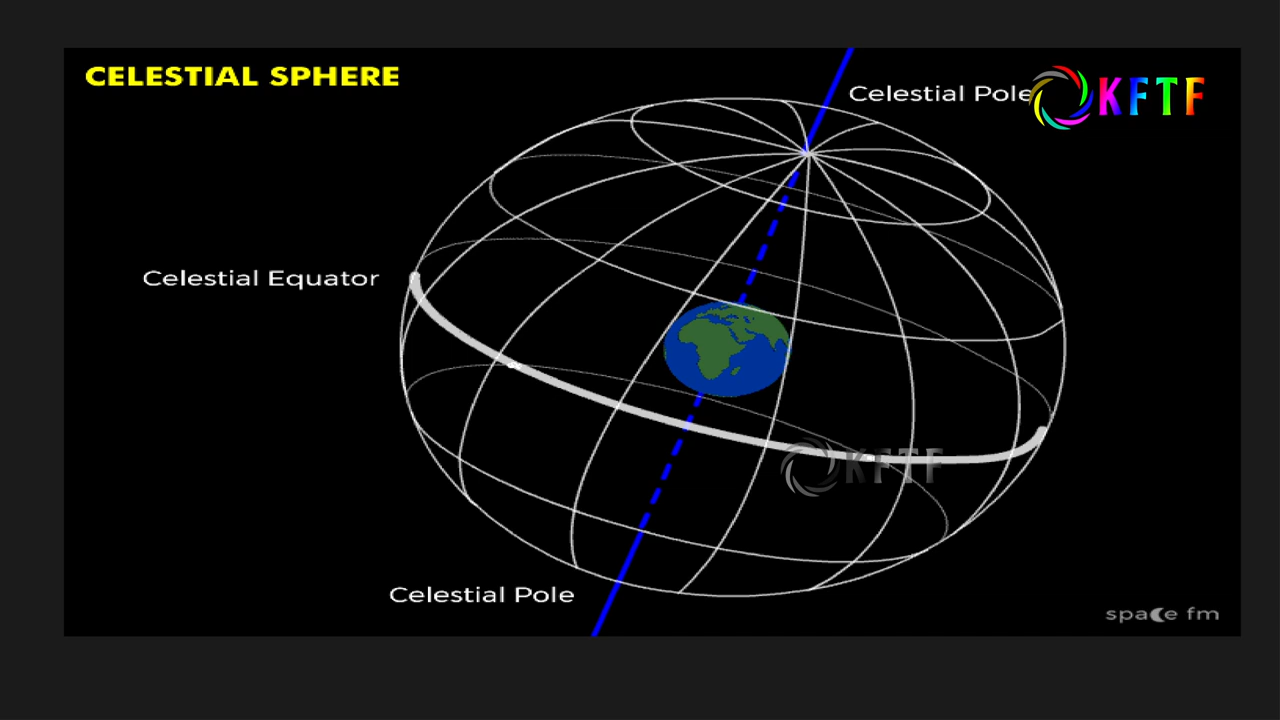 CELESTIAL SPHERE
Celestial Pole
KFTF
Celestial Equator
KFTF
Celestial Pole
space fm